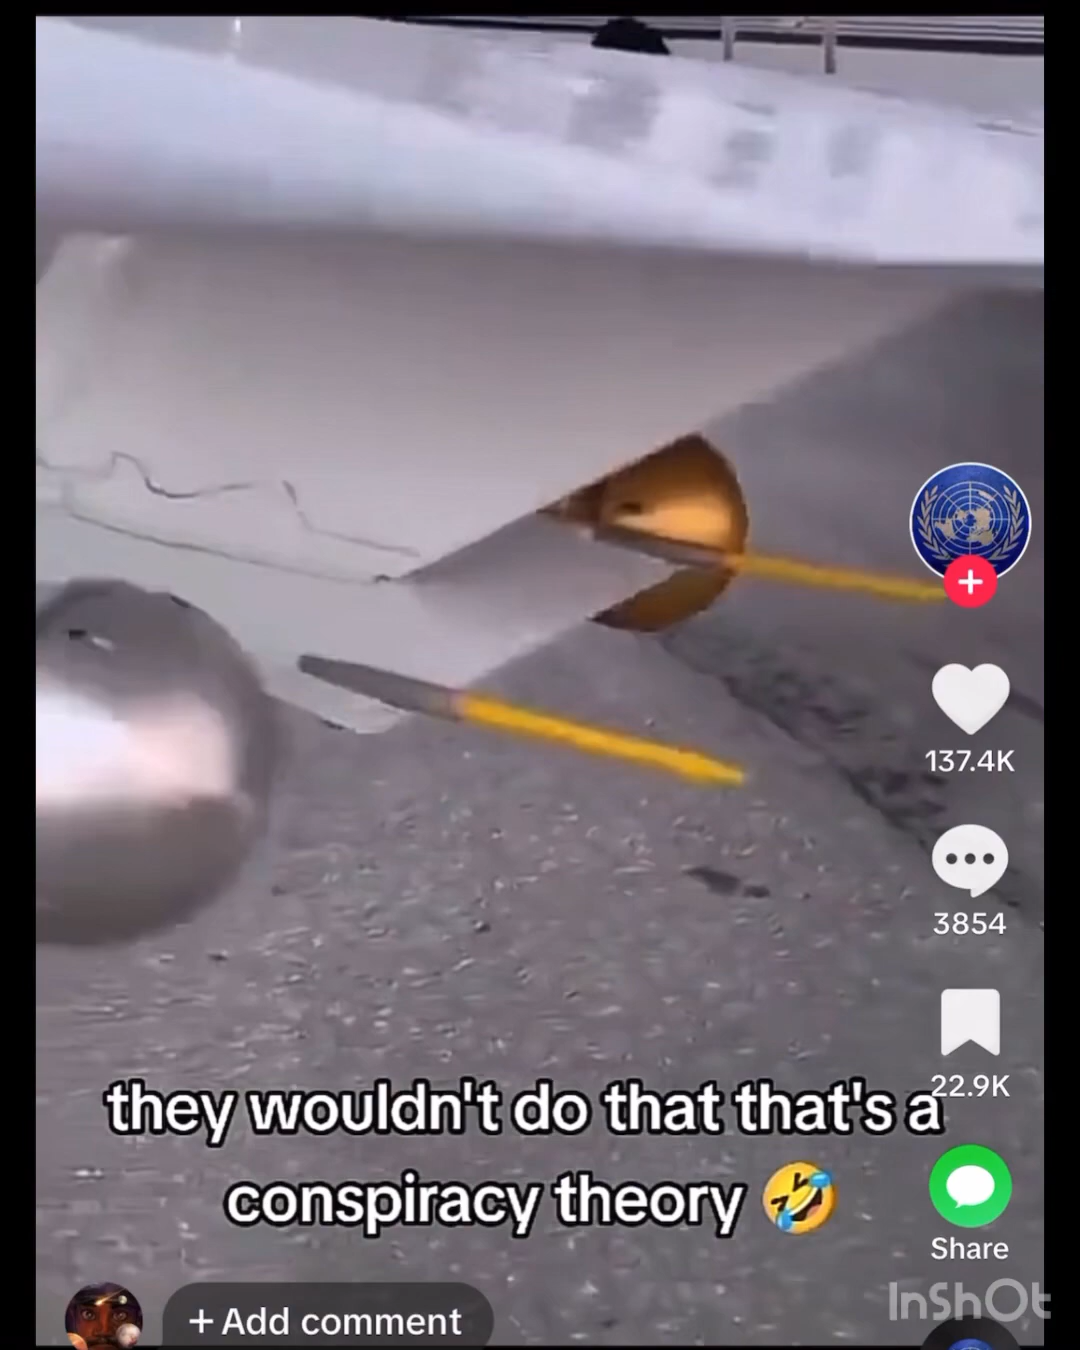 137.4K
3854
22.9K
they wouldn't do that that's a
conspiracy theory 🤣
Share
+ Add comment
InShOt